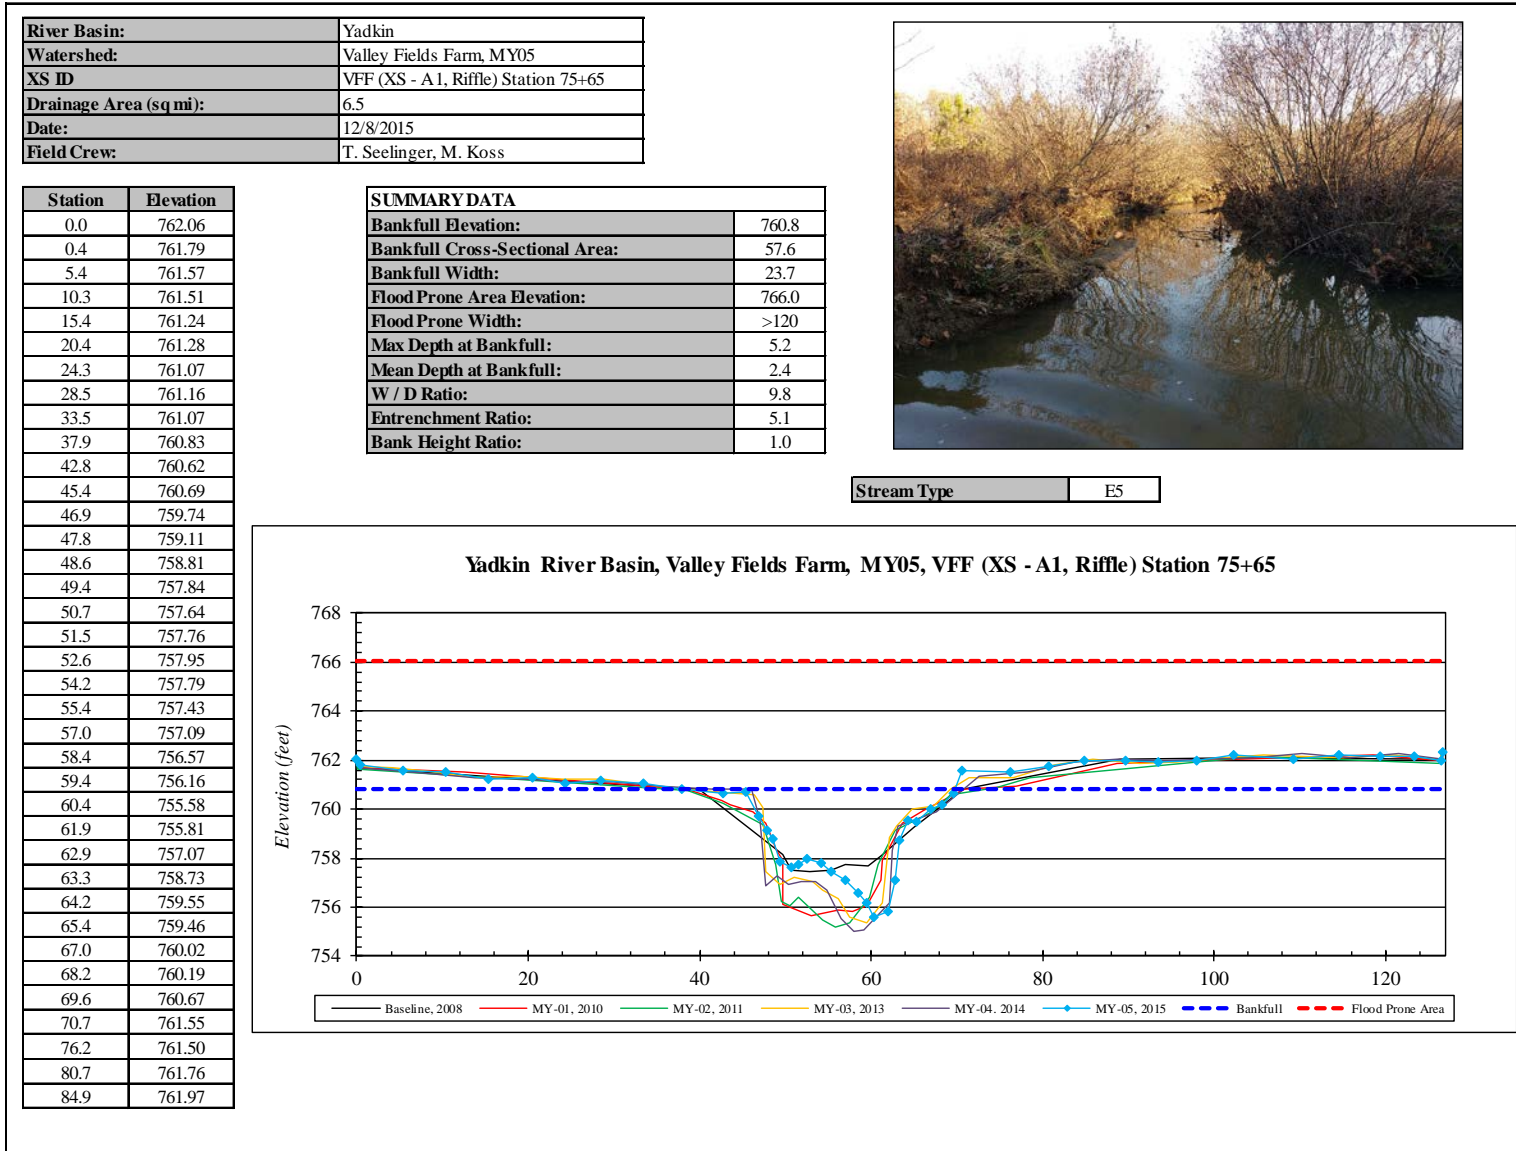 River Basin: Yadkin
Watershed: Valley Fields Farm, MY05
XS ID VFF (XS - A1, Riffle) Station 75+65
Drainage Area (sq mi): 6.5
Date: 12/8/2015
Field Crew: T. Seelinger, M. Koss
Station Elevation
0.0 762.06
0.4 761.79
5.4 761.57
10.3 761.51
15.4 761.24
20.4 761.28
24.3 761.07
28.5 761.16
33.5 761.07
37.9 760.83
42.8 760.62
45.4 760.69
46.9 759.74
47.8 759.11
48.6 758.81
49.4 757.84
50.7 757.64
51.5 757.76
52.6 757.95
54.2 757.79
55.4 757.43
57.0 757.09
58.4 756.57
59.4 756.16
60.4 755.58
61.9 755.81
62.9 757.07
63.3 758.73
64.2 759.55
65.4 759.46
67.0 760.02
68.2 760.19
69.6 760.67
70.7 761.55
76.2 761.50
80.7 761.76
84.9 761.97
SUMMARY DATA
Bankfull Elevation: 760.8
Bankfull Cross-Sectional Area: 57.6
Bankfull Width: 23.7
Flood Prone Area Elevation: 766.0
Flood Prone Width: >120
Max Depth at Bankfull: 5.2
Mean Depth at Bankfull: 2.4
W / D Ratio: 9.8
Entrenchment Ratio: 5.1
Bank Height Ratio: 1.0
Stream Type E5
Yadkin River Basin, Valley Fields Farm, MY05, VFF (XS - A1, Riffle) Station 75+65
Elevation (feet)
768
766
764
762
760
758
756
754
0 20 40 60 80 100 120
Baseline, 2008 MY-01, 2010 MY-02, 2011 MY-03, 2013 MY-04. 2014 MY-05, 2015 Bankfull Flood Prone Area